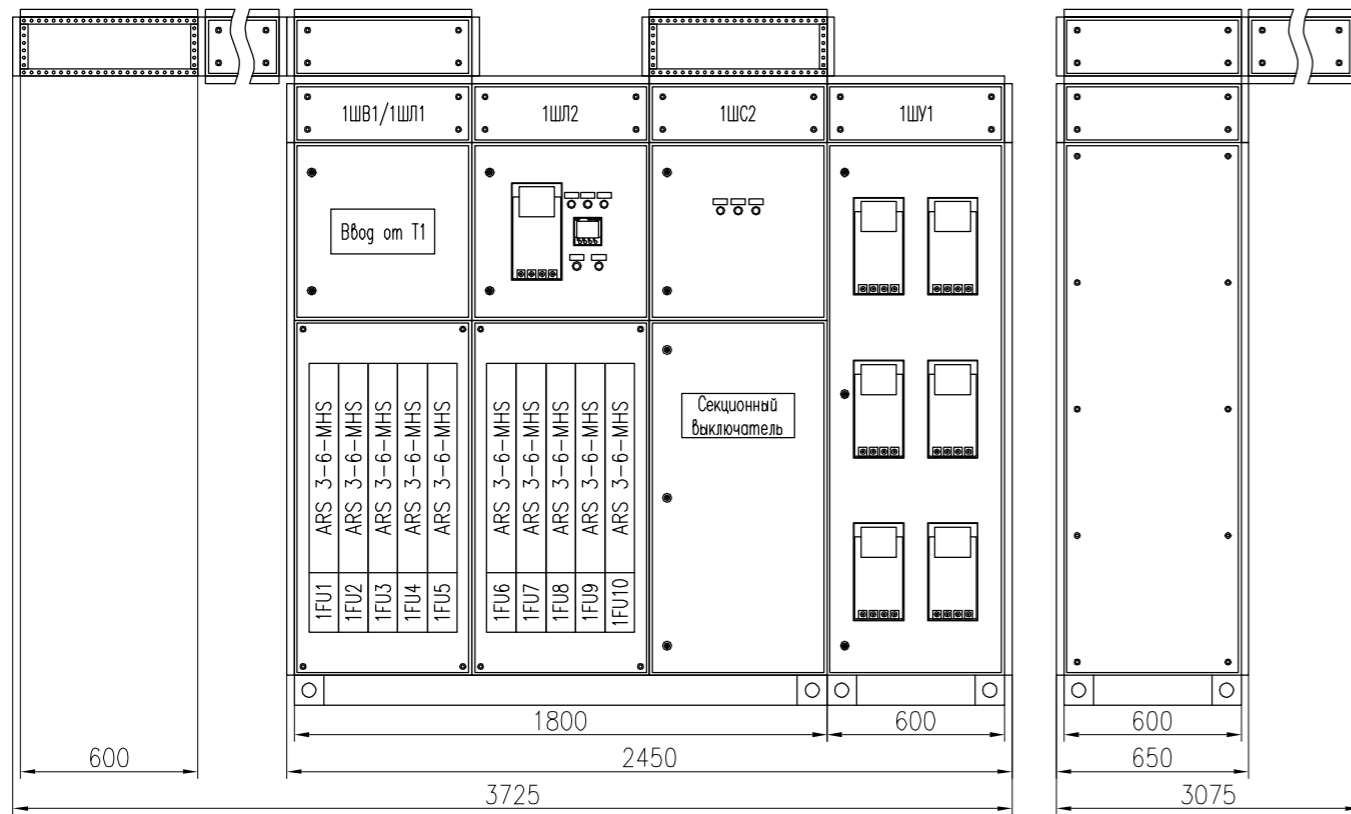 1ШВ1/1ШЛ1
1ШЛ2
1ШС2
1ШУ1
Ввод от Т1
Секционный
выключатель
ARS 3-6-MHS
ARS 3-6-MHS
ARS 3-6-MHS
ARS 3-6-MHS
ARS 3-6-MHS
ARS 3-6-MHS
ARS 3-6-MHS
ARS 3-6-MHS
ARS 3-6-MHS
ARS 3-6-MHS
1FU1
1FU2
1FU3
1FU4
1FU5
1FU6
1FU7
1FU8
1FU9
1FU10
1800
600
600
600
2450
650
3725
3075